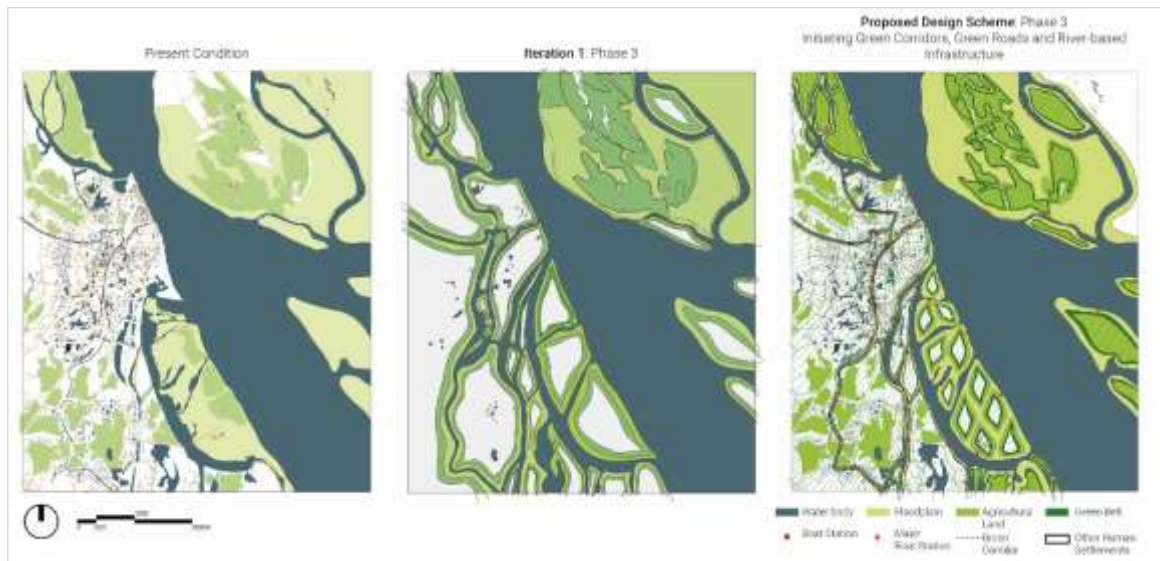 Present Condition
Iteration 1: Phase 3
Proposed Design Scheme: Phase 3
Initiating Green Corridors, Green Roads and River-based
Infrastructure
Water body
Floodplain
Agricultural
Land
Green Belt
Boat Station
Major
Boat Station
Green
Corridor
Other Human
Settlements
0